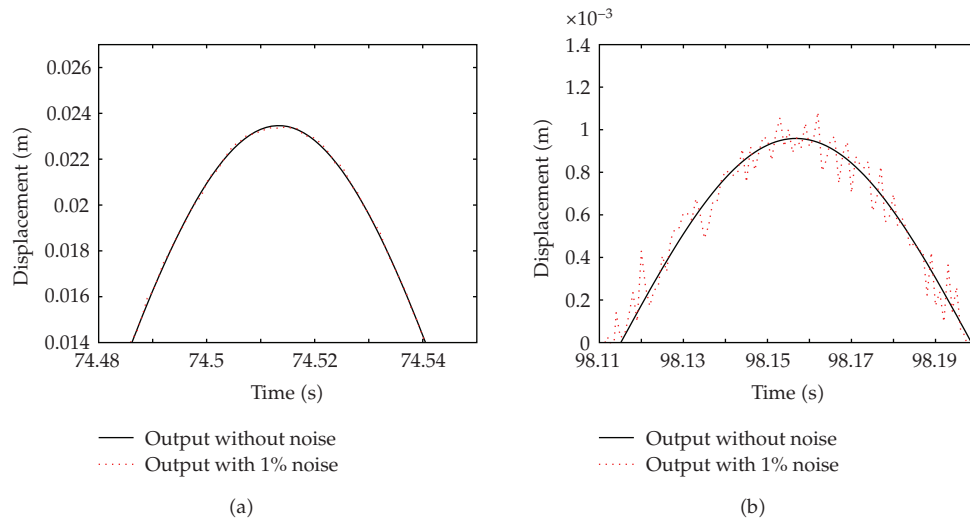 0.026
0.024
0.022
0.02
0.018
0.016
0.014
Displacement (m)
74.48 74.5 74.52 74.54
Time (s)
Output without noise
Output with 1% noise
(a)
×10−3
1.4
1.2
1
0.8
0.6
0.4
0.2
0
Displacement (m)
98.11 98.13 98.15 98.17 98.19
Time (s)
Output without noise
Output with 1% noise
(b)